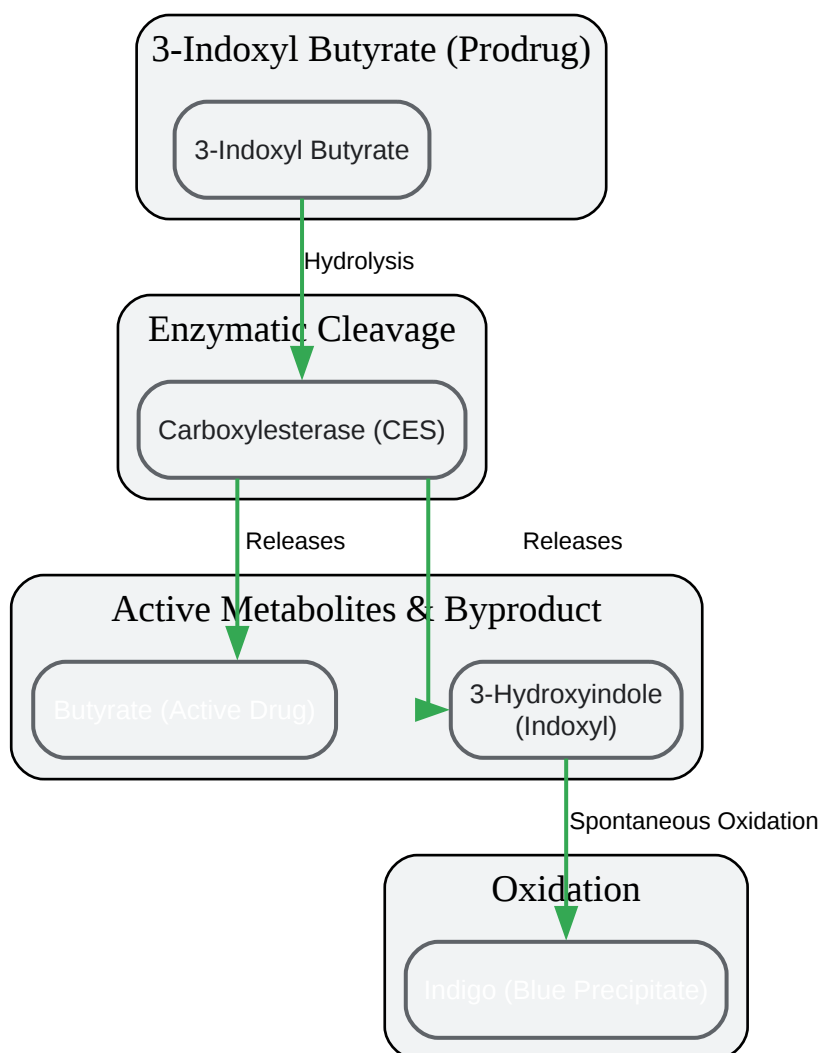 3-Indoxyl Butyrate (Prodrug)
3-Indoxyl Butyrate
Hydrolysis
Enzymatic Cleavage
Carboxylesterase (CES)
Releases
Releases
Active Metabolites & Byproduct
Butyrate (Active Drug)
3-Hydroxyindole
(Indoxyl)
Spontaneous Oxidation
Oxidation
Indigo (Blue Precipitate)